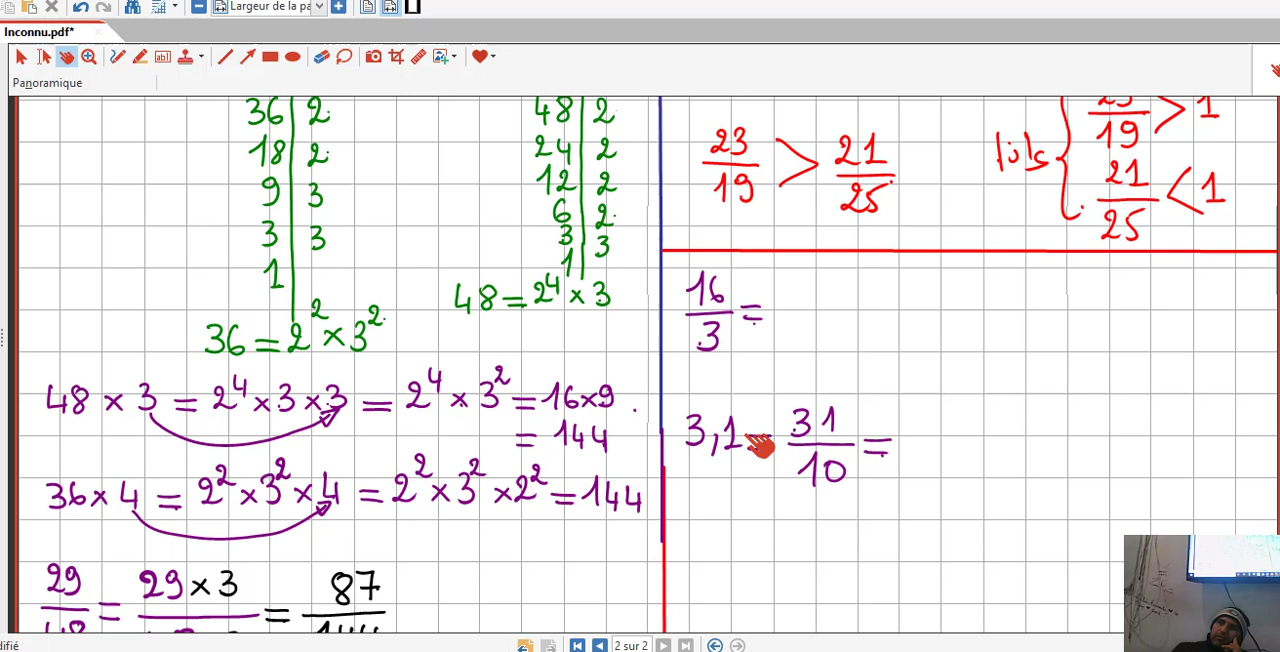 Largeur de la pa
Inconnu.pdf*
Panoramique
36 | 2
18 | 2
9 | 3
3 | 3
1
36 = 2² × 3²
48 | 2
24 | 2
12 | 2
6 | 2
3 | 3
1
48 = 2⁴ × 3
48 × 3 = 2⁴ × 3 × 3 = 2⁴ × 3² = 16 × 9
= 144
36 × 4 = 2² × 3² × 4 = 2² × 3² × 2² = 144
29/48 = 29 × 3 = 87/144
23/19 > 21/25
23/19 > 1
21/25 < 1
16/3 =
3,1 = 31/10 =
2 sur 2
difié